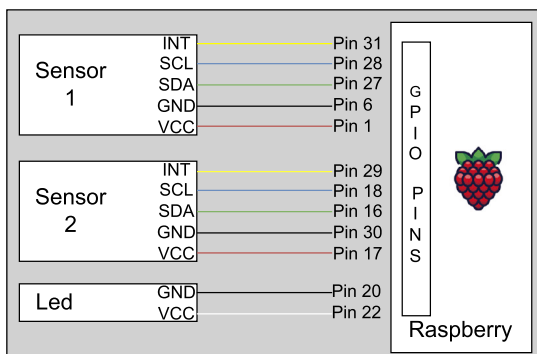 Sensor 1
INT Pin 31
SCL Pin 28
SDA Pin 27
GND Pin 6
VCC Pin 1
Sensor 2
INT Pin 29
SCL Pin 18
SDA Pin 16
GND Pin 30
VCC Pin 17
Led
GND Pin 20
VCC Pin 22
GPIO PINS
Raspberry